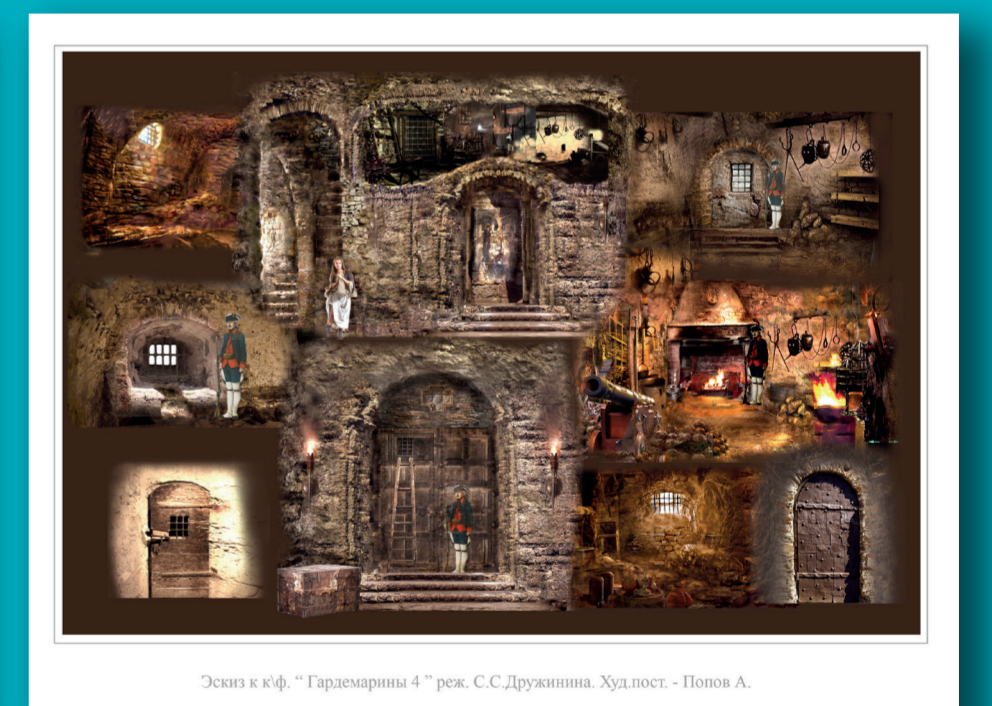 Эскиз к к\ф. “ Гардемарины 4 ” реж. С.С.Дружинина. Худ.пост. - Попов А.